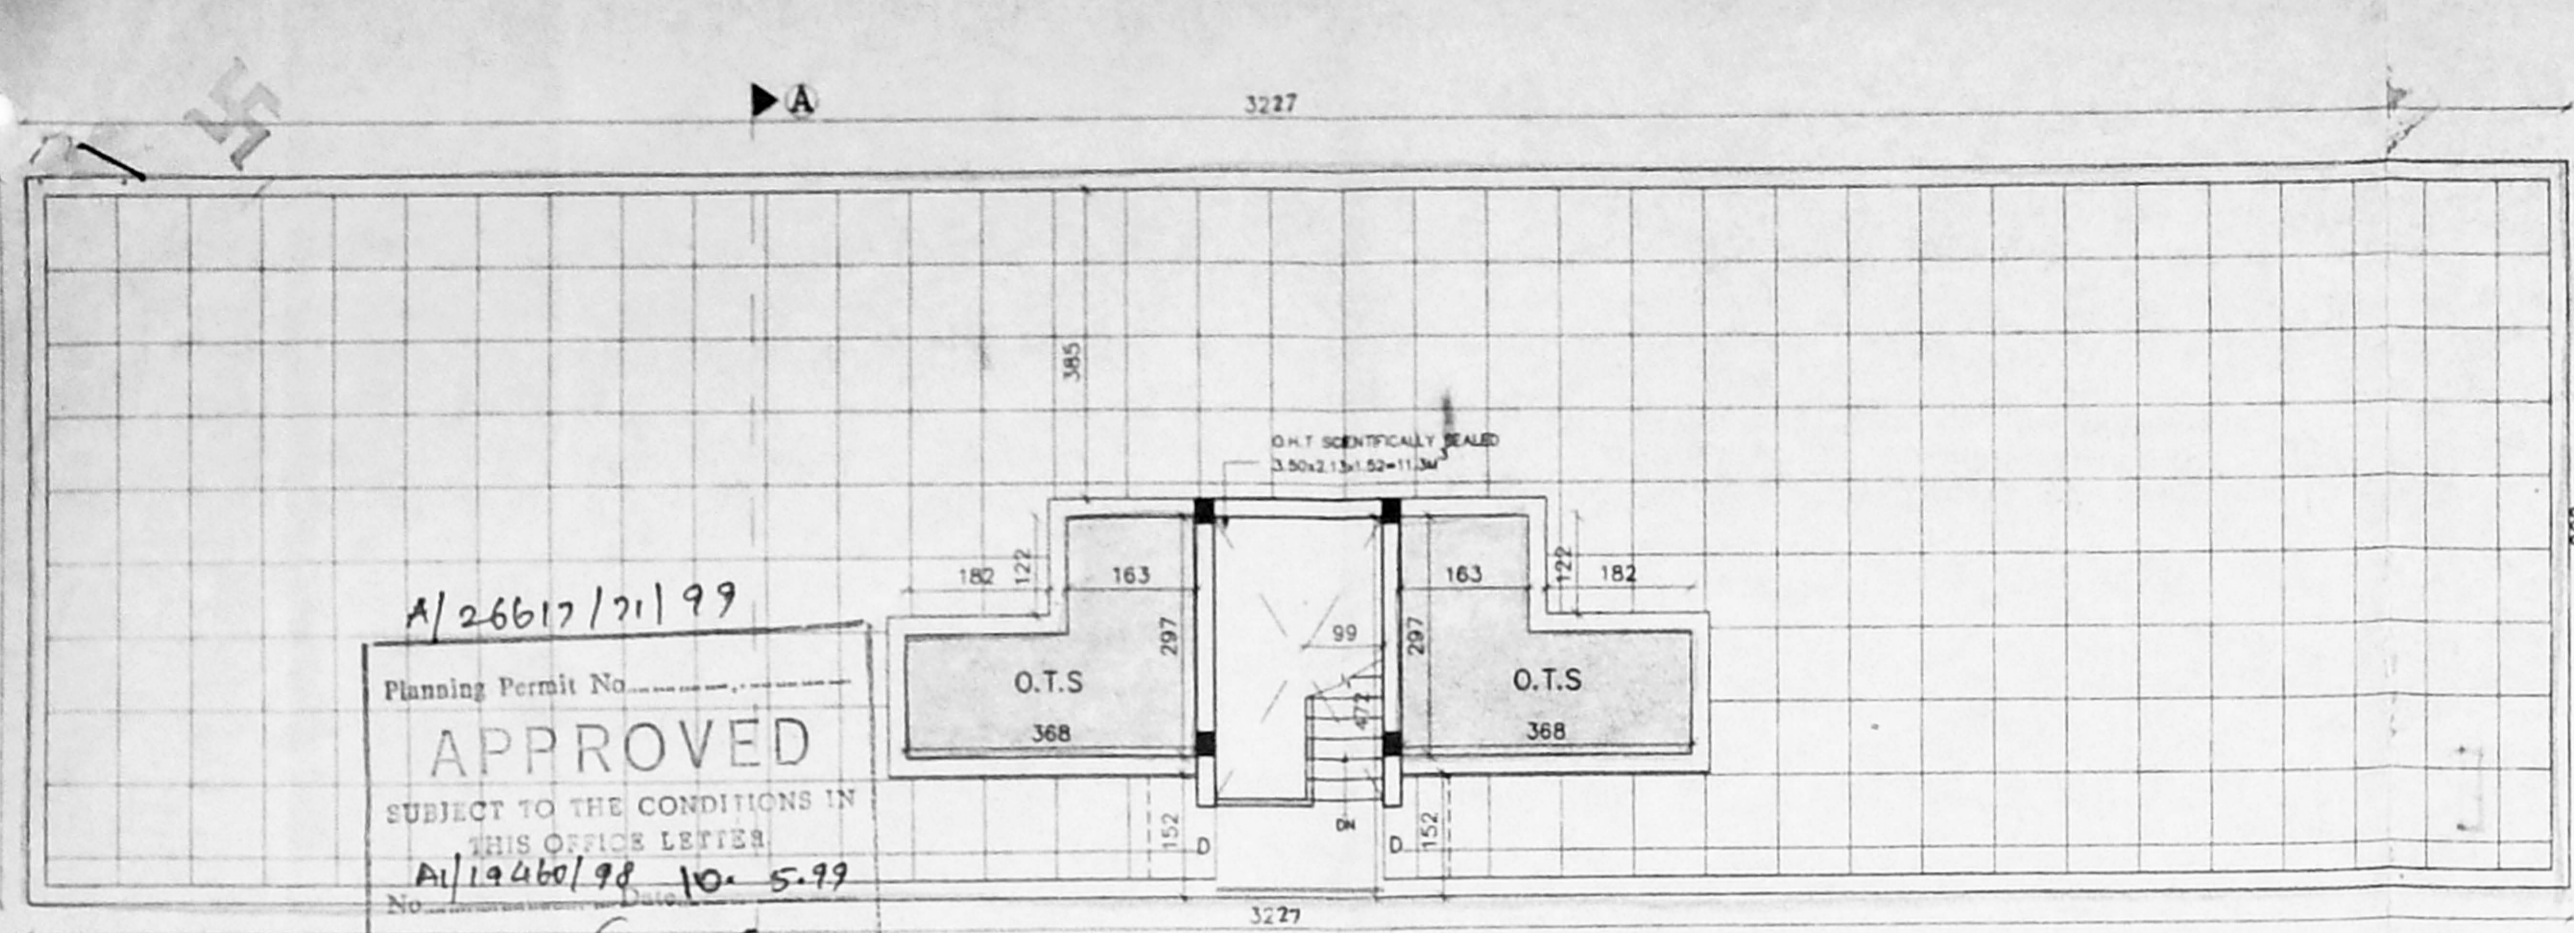 A
3227
385
O.H.T SCIENTIFICALLY SEALED
3.50x2.13x1.52=11.3M³
182
122
163
297
O.T.S
368
99
472
163
297
122
182
O.T.S
368
DN
152
D
D
152
3227
A/26617/71/99
Planning Permit No
APPROVED
SUBJECT TO THE CONDITIONS IN
THIS OFFICE LETTER
No A1/19460/98 Date 10. 5.99